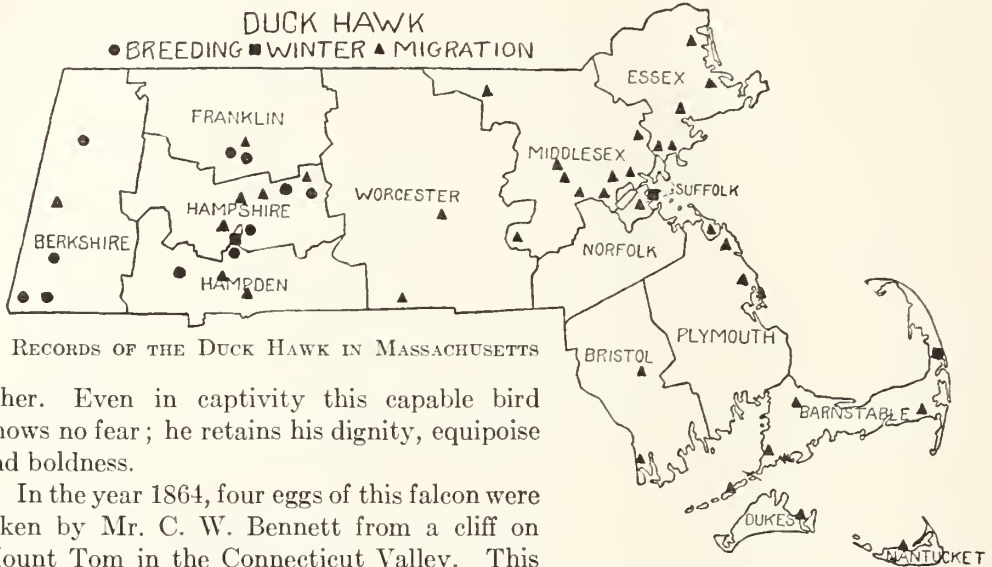 DUCK HAWK
●BREEDING ■WINTER ▲MIGRATION
ESSEX
FRANKLIN
MIDDLESEX
WORCESTER
SUFFOLK
HAMPSHIRE
BERKSHIRE
NORFOLK
HAMPDEN
PLYMOUTH
BRISTOL
BARNSTABLE
DUKES
NANTUCKET
RECORDS OF THE DUCK HAWK IN MASSACHUSETTS
her. Even in captivity this capable bird
hows no fear; he retains his dignity, equipoise
nd boldness.
In the year 1864, four eggs of this falcon were
ken by Mr. C. W. Bennett from a cliff on
Mount Tom in the Connecticut Valley. This